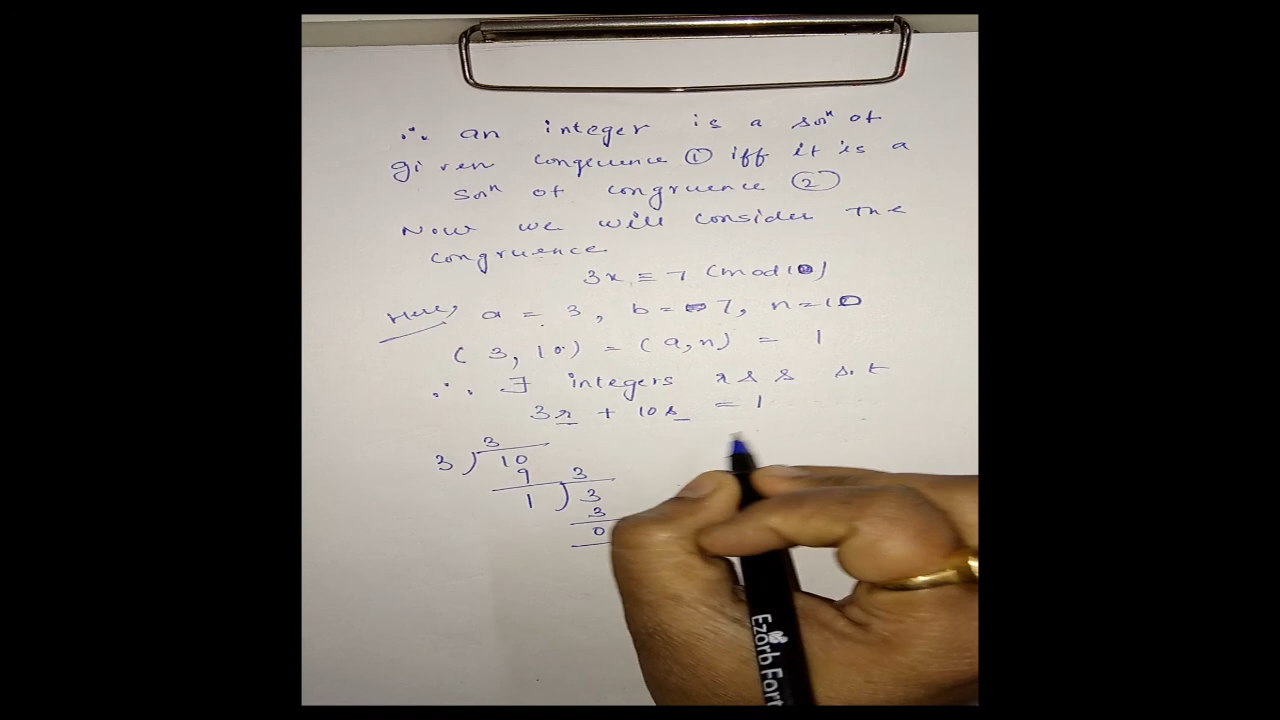 ∴ an integer is a solⁿ of
given congruence ① iff it is a
solⁿ of congruence ②
Now we will consider the
congruence
3x ≡ 7 (mod 10)
Here, a = 3, b = 7, n = 10
(3, 10) = (a, n) = 1
∴ ∃ integers r & s s.t
3r + 10s = 1
3
3 ) 10
9 3
1 ) 3
3
0
Ezorb Fort